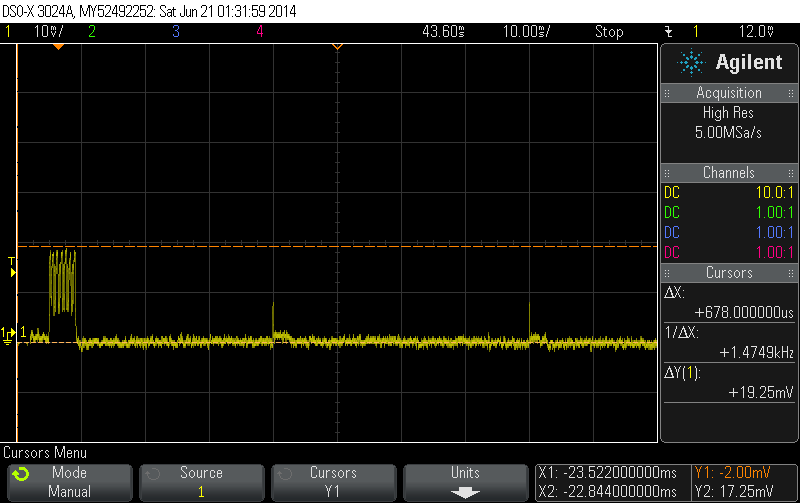 DSO-X 3024A, MY52492252: Sat Jun 21 01:31:59 2014
1 10V/ 2 3 4 43.60s 10.00s/ Stop 1 12.0V
Agilent
Acquisition
High Res
5.00MSa/s
Channels
DC 10.0:1
DC 1.00:1
DC 1.00:1
DC 1.00:1
Cursors
ΔX:
+678.000000us
1/ΔX:
+1.4749kHz
ΔY(1):
+19.25mV
T
1 1
Cursors Menu
Mode
Manual
Source
1
Cursors
Y1
Units
X1: -23.522000000ms
X2: -22.844000000ms
Y1: -2.00mV
Y2: 17.25mV